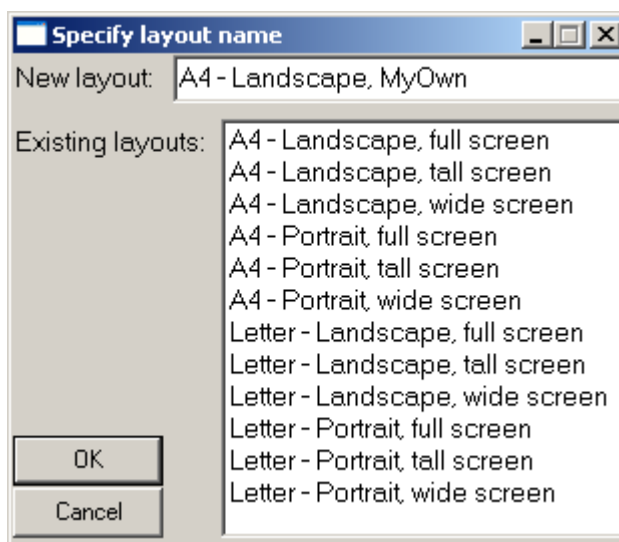 Specify layout name
New layout: A4 - Landscape, MyOwn
Existing layouts:
A4 - Landscape, full screen
A4 - Landscape, tall screen
A4 - Landscape, wide screen
A4 - Portrait, full screen
A4 - Portrait, tall screen
A4 - Portrait, wide screen
Letter - Landscape, full screen
Letter - Landscape, tall screen
Letter - Landscape, wide screen
Letter - Portrait, full screen
Letter - Portrait, tall screen
Letter - Portrait, wide screen
OK
Cancel